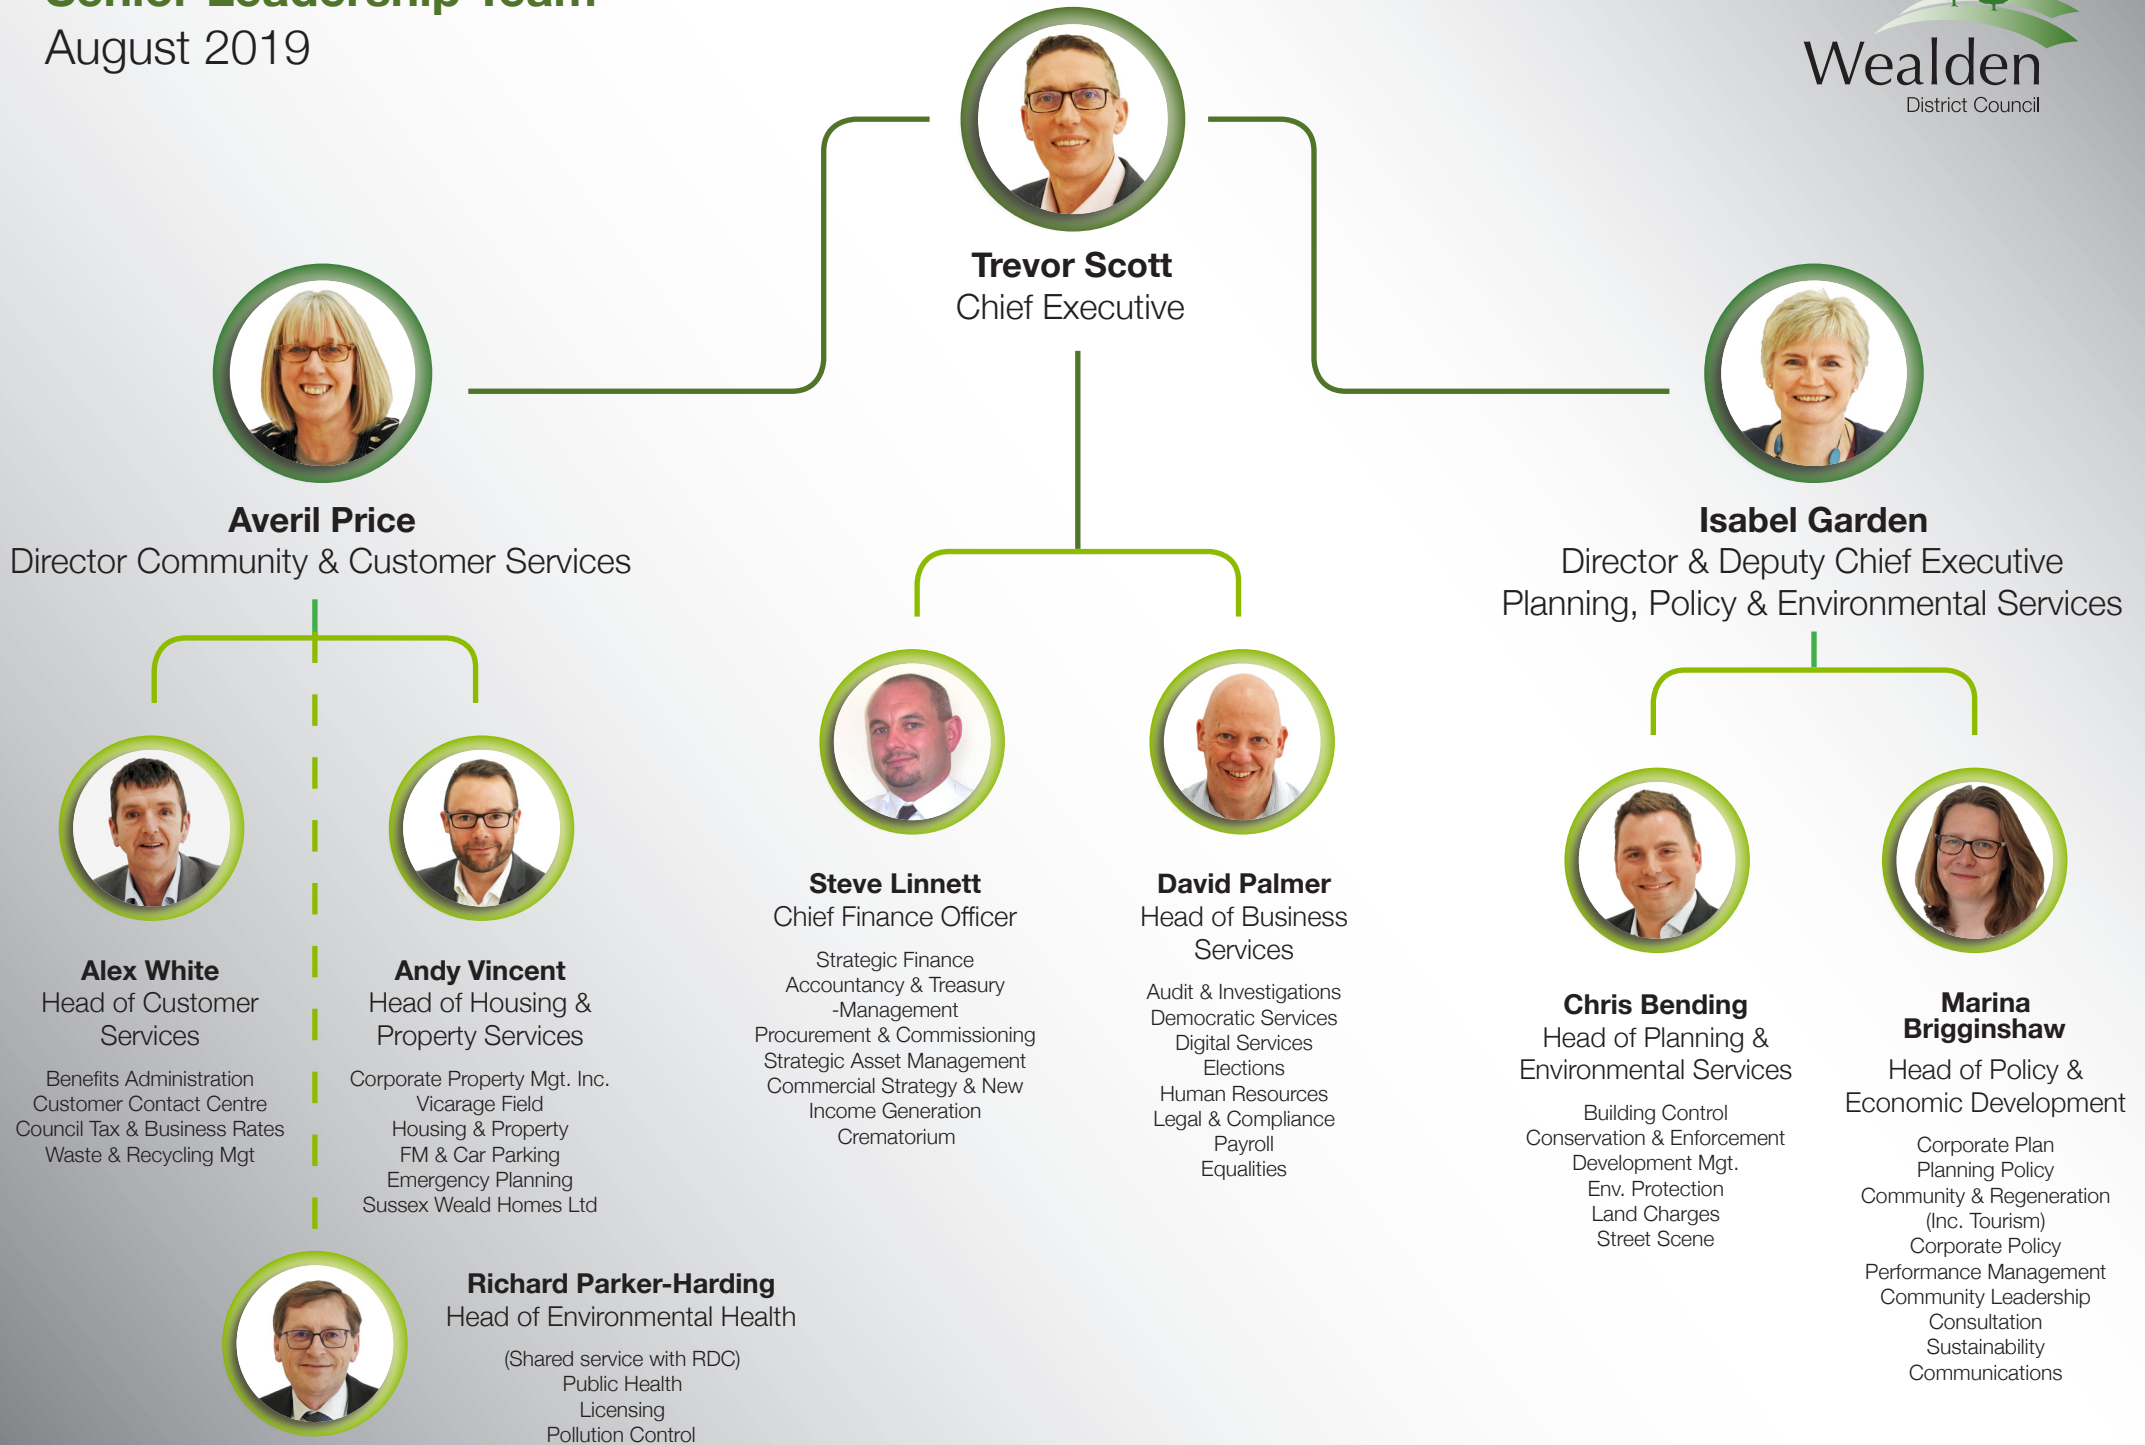 Senior Leadership Team
August 2019
Wealden
District Council
Trevor Scott
Chief Executive
Averil Price
Director Community & Customer Services
Isabel Garden
Director & Deputy Chief Executive
Planning, Policy & Environmental Services
Alex White
Head of Customer
Services
Benefits Administration
Customer Contact Centre
Council Tax & Business Rates
Waste & Recycling Mgt
Andy Vincent
Head of Housing &
Property Services
Corporate Property Mgt. Inc.
Vicarage Field
Housing & Property
FM & Car Parking
Emergency Planning
Sussex Weald Homes Ltd
Richard Parker-Harding
Head of Environmental Health
(Shared service with RDC)
Public Health
Licensing
Pollution Control
Steve Linnett
Chief Finance Officer
Strategic Finance
Accountancy & Treasury
-Management
Procurement & Commissioning
Strategic Asset Management
Commercial Strategy & New
Income Generation
Crematorium
David Palmer
Head of Business
Services
Audit & Investigations
Democratic Services
Digital Services
Elections
Human Resources
Legal & Compliance
Payroll
Equalities
Chris Bending
Head of Planning &
Environmental Services
Building Control
Conservation & Enforcement
Development Mgt.
Env. Protection
Land Charges
Street Scene
Marina
Brigginshaw
Head of Policy &
Economic Development
Corporate Plan
Planning Policy
Community & Regeneration
(Inc. Tourism)
Corporate Policy
Performance Management
Community Leadership
Consultation
Sustainability
Communications